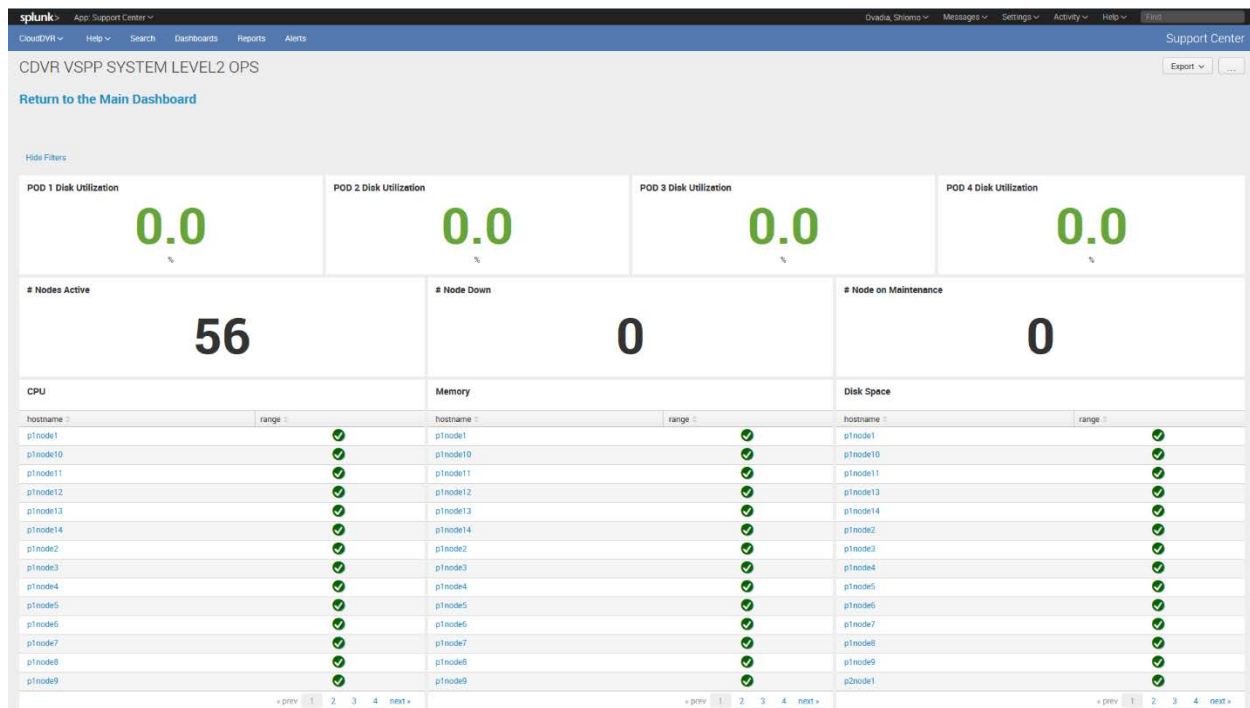 splunk> App: Support Center Ovadia, Shlomo Messages Settings Activity Help Find
CloudDVR Help Search Dashboards Reports Alerts Support Center
CDVR VSPP SYSTEM LEVEL2 OPS Export ...
Return to the Main Dashboard
Hide Filters
POD 1 Disk Utilization POD 2 Disk Utilization POD 3 Disk Utilization POD 4 Disk Utilization
0.0 0.0 0.0 0.0
% % % %
# Nodes Active # Node Down # Node on Maintenance
56 0 0
CPU Memory Disk Space
hostname range hostname range hostname range
p1node1 p1node1 p1node1
p1node10 p1node10 p1node10
p1node11 p1node11 p1node11
p1node12 p1node12 p1node13
p1node13 p1node13 p1node14
p1node14 p1node14 p1node2
p1node2 p1node2 p1node3
p1node3 p1node3 p1node4
p1node4 p1node4 p1node5
p1node5 p1node5 p1node6
p1node6 p1node6 p1node7
p1node7 p1node7 p1node8
p1node8 p1node8 p1node9
p1node9 p1node9 p2node1
« prev 1 2 3 4 next » « prev 1 2 3 4 next » « prev 1 2 3 4 next »